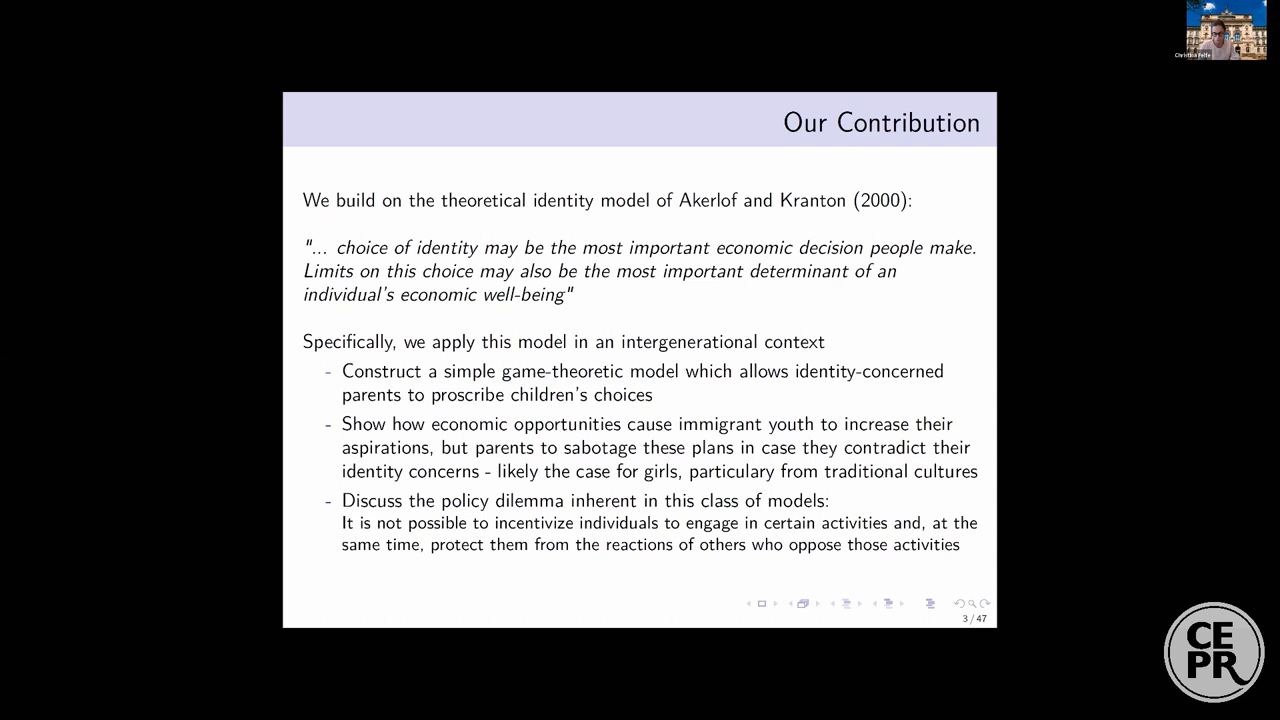 Christina Felfe
Our Contribution
We build on the theoretical identity model of Akerlof and Kranton (2000):
"... choice of identity may be the most important economic decision people make.
Limits on this choice may also be the most important determinant of an
individual's economic well-being"
Specifically, we apply this model in an intergenerational context
- Construct a simple game-theoretic model which allows identity-concerned
parents to proscribe children's choices
- Show how economic opportunities cause immigrant youth to increase their
aspirations, but parents to sabotage these plans in case they contradict their
identity concerns - likely the case for girls, particulary from traditional cultures
- Discuss the policy dilemma inherent in this class of models:
It is not possible to incentivize individuals to engage in certain activities and, at the
same time, protect them from the reactions of others who oppose those activities
3 / 47
CE
PR